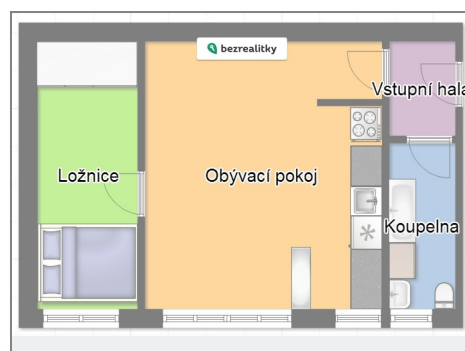 bezrealitky
Vstupní hala
Ložnice
Obývací pokoj
Koupelna